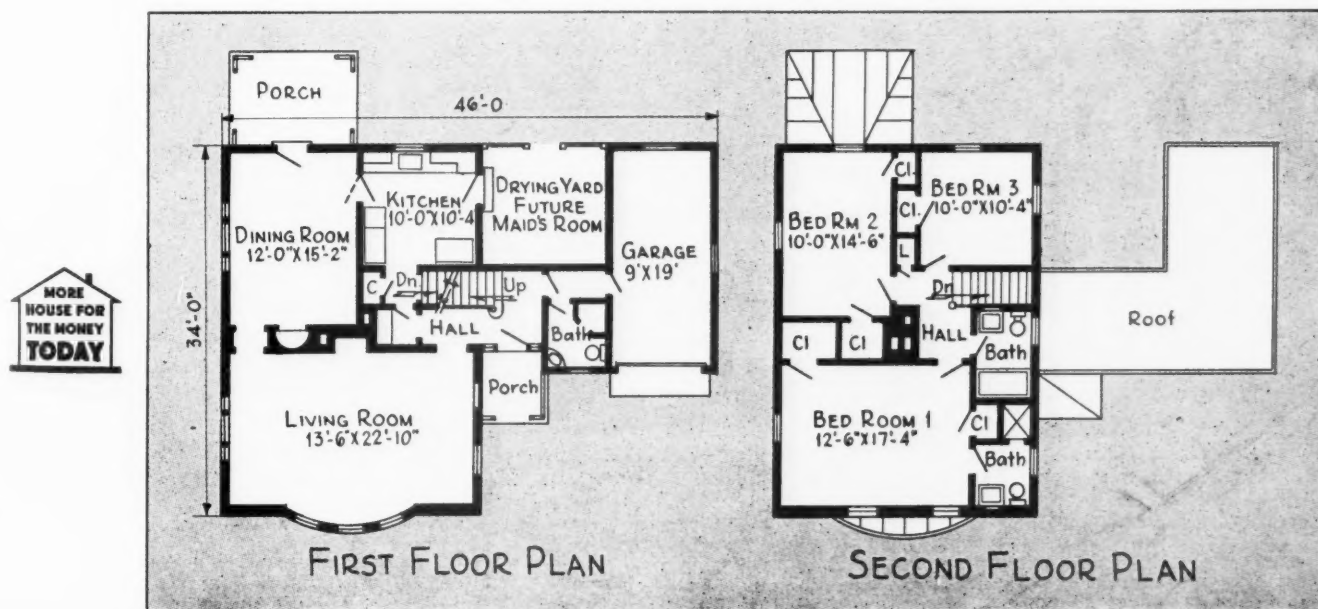 MORE
HOUSE FOR
THE MONEY
TODAY
PORCH
46'-0
34'-0"
DINING ROOM
12'-0"X15'-2"
KITCHEN
10'-0"X10'-4
DRYING YARD
FUTURE
MAID'S ROOM
GARAGE
9'X19'
C
Dn
Up
HALL
Bath
Porch
LIVING ROOM
13'-6"X22'-10"
FIRST FLOOR PLAN
Cl.
BED RM 3
10'-0"X10'-4"
Cl.
BED RM 2
10'-0"X14'-6"
L
Dn
HALL
Roof
Cl
Cl
Bath
BED ROOM 1
12'-6"X17'-4"
Cl
Bath
SECOND FLOOR PLAN